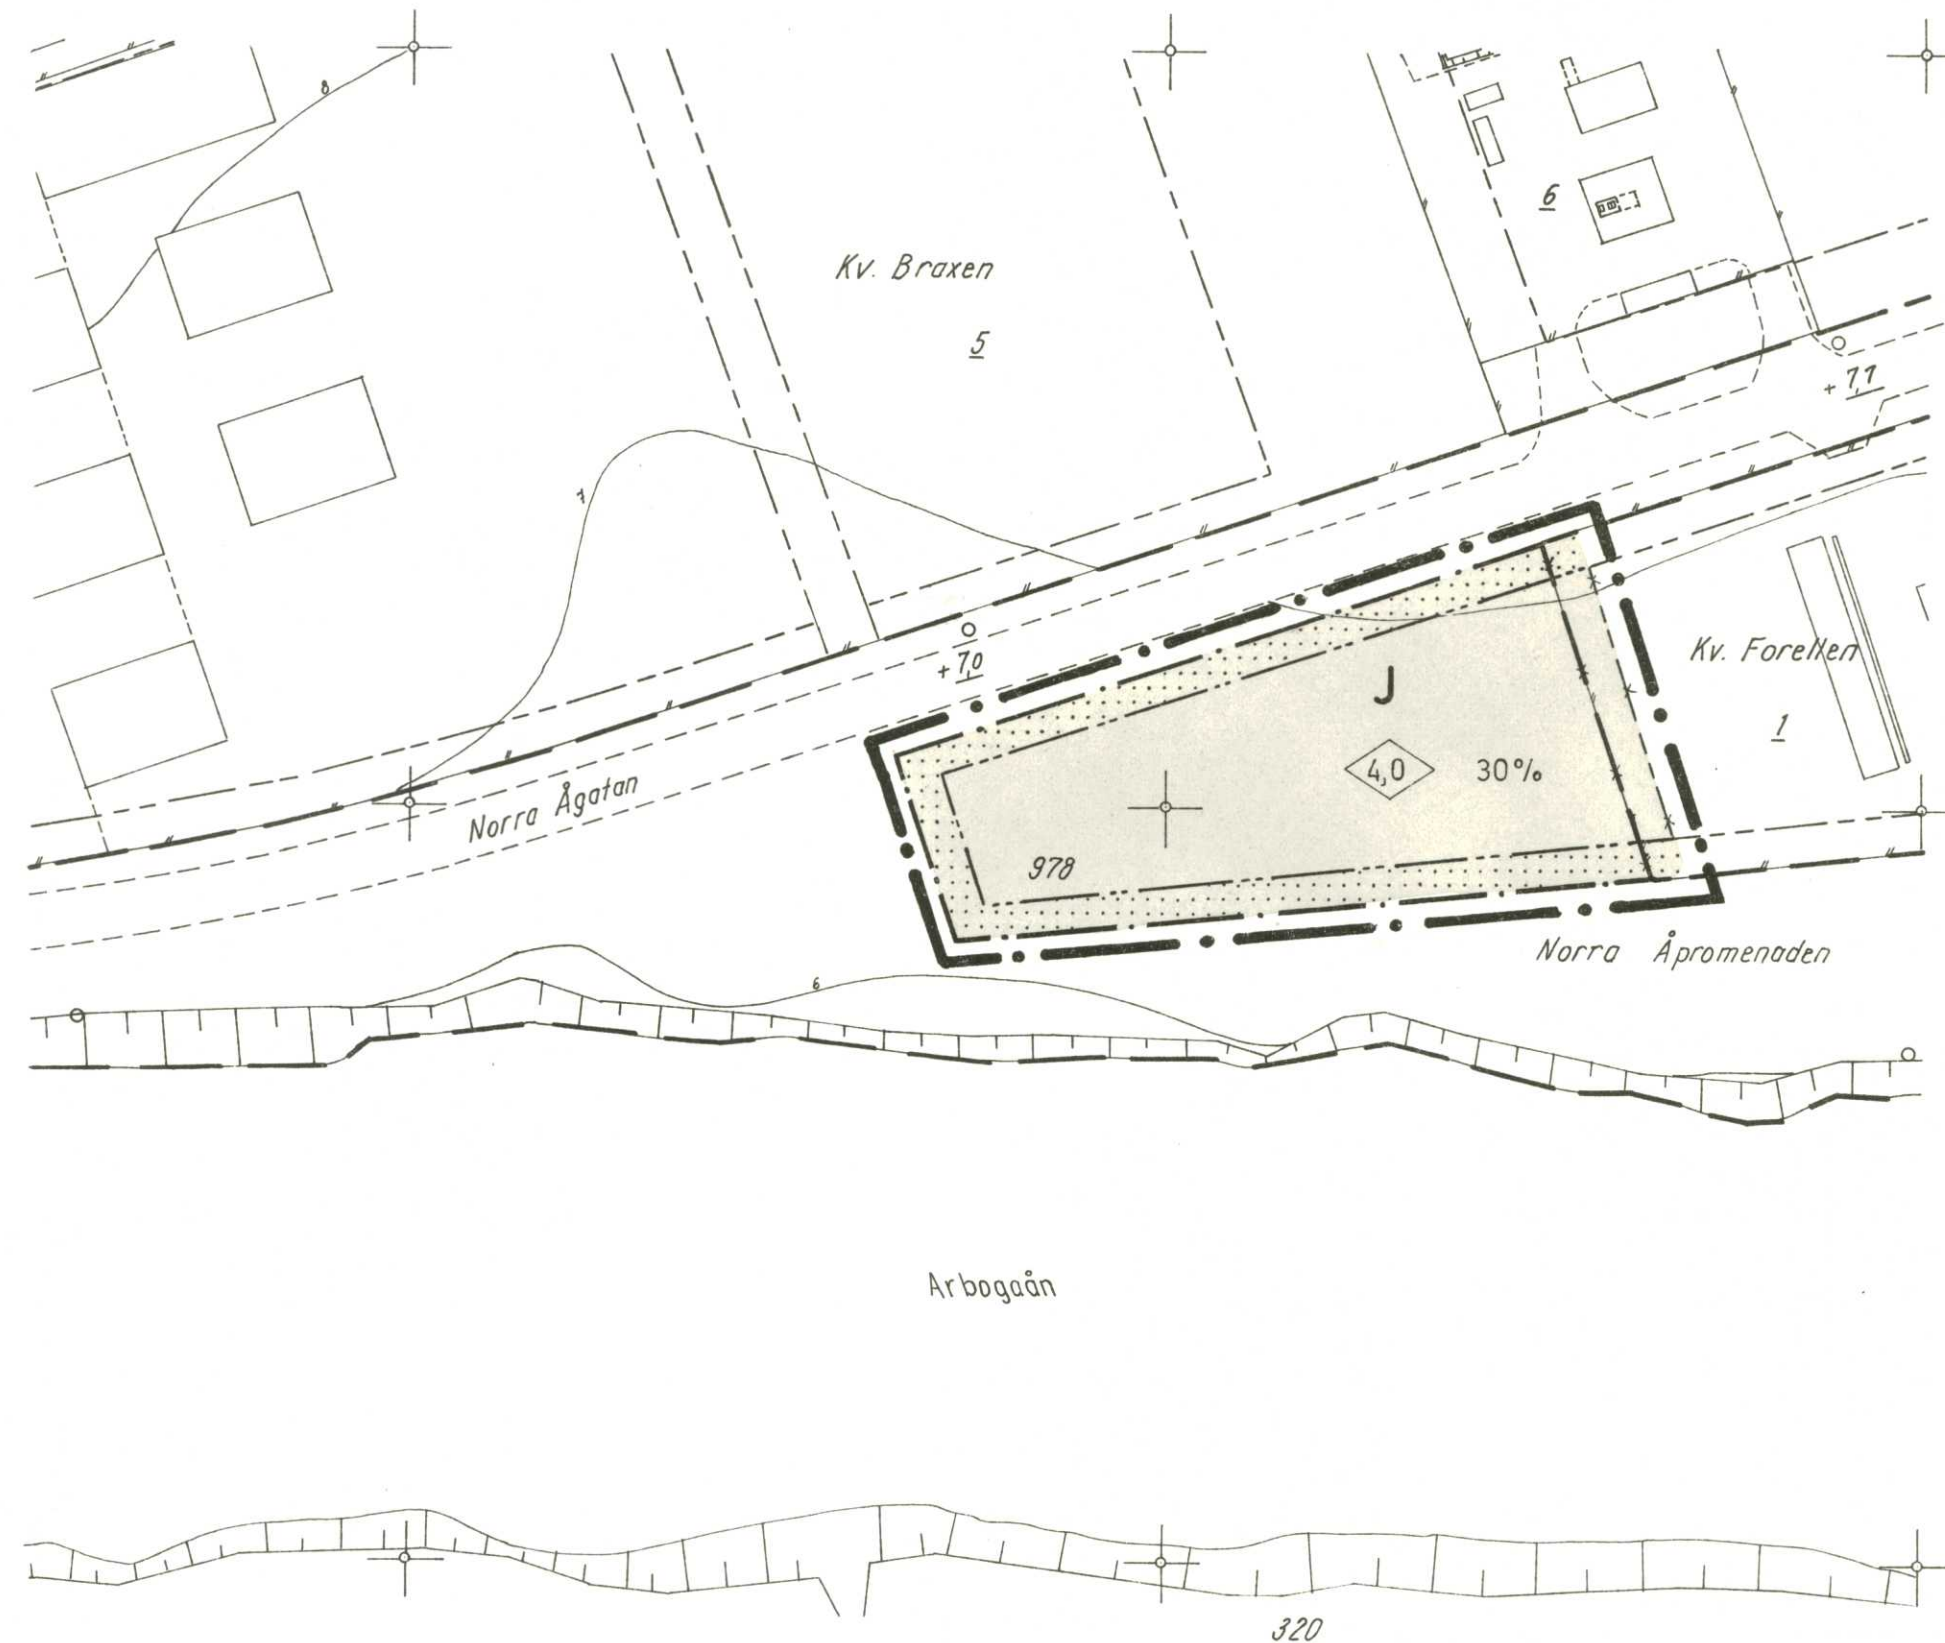 8
6
Kv. Braxen
5
+ 7,1
7
+ 7,0
Kv. Forellen
J
1
4,0 30%
Norra Ågatan
978
Norra Åpromenaden
6
Arbogaån
320